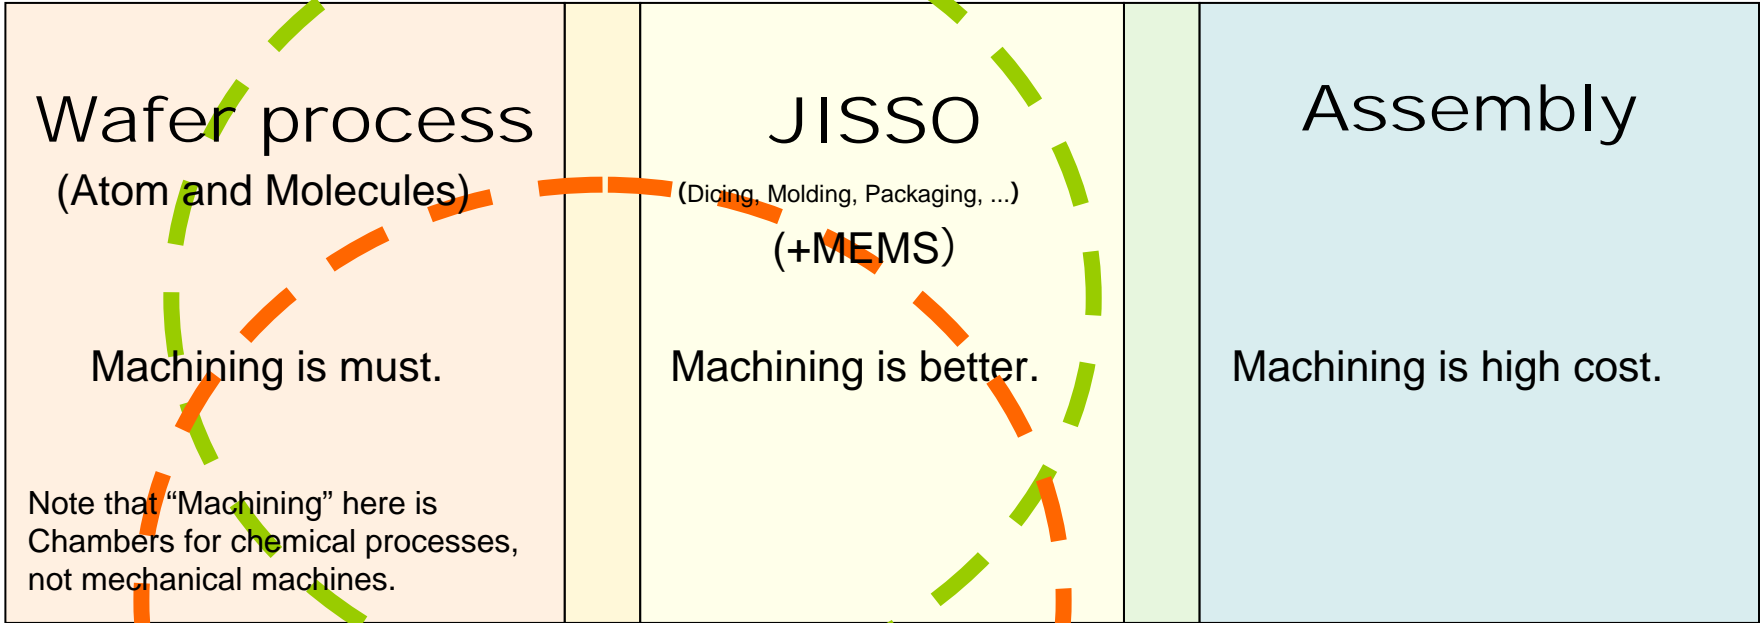 Wafer process
(Atom and Molecules)
Machining is must.
Note that “Machining” here is
Chambers for chemical processes,
not mechanical machines.
JISSO
(Dicing, Molding, Packaging, ...)
(+MEMS）
Machining is better.
Assembly
Machining is high cost.